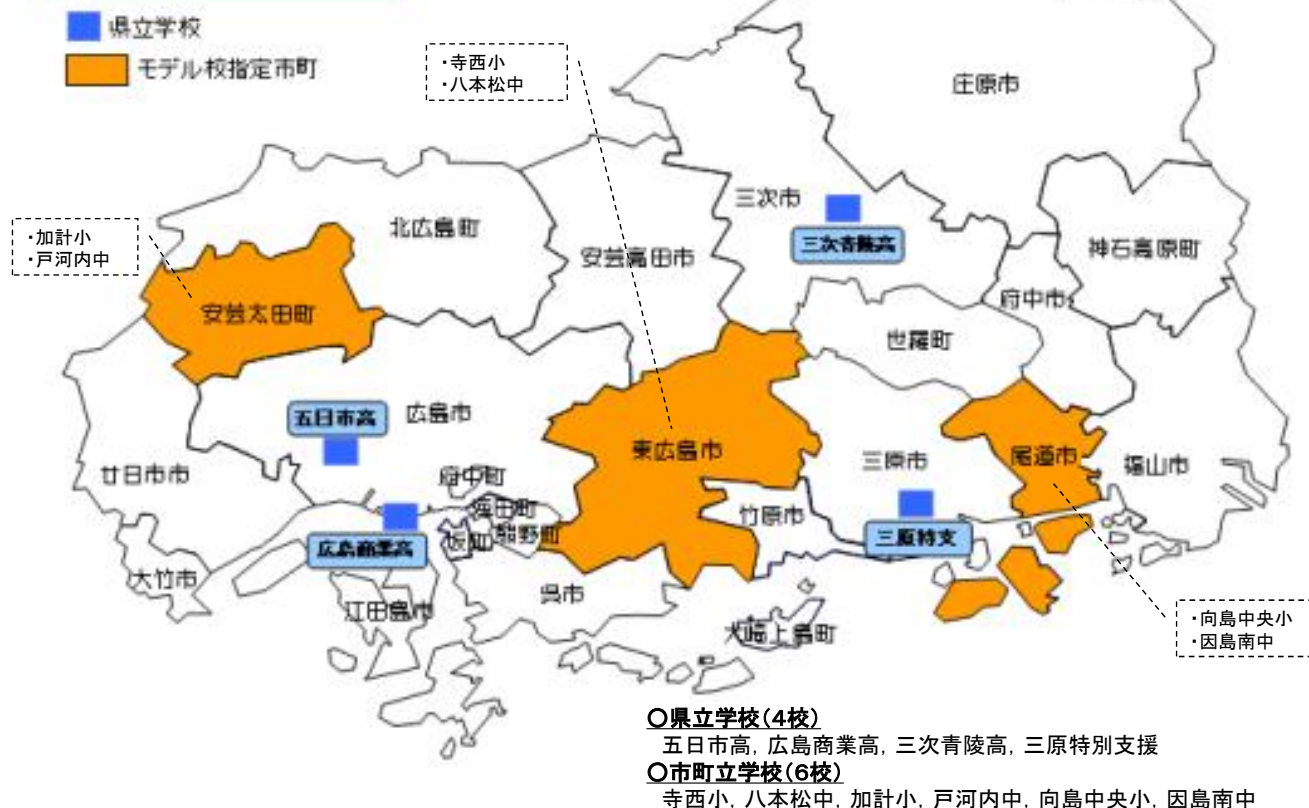 県立学校
モデル校指定市町
・寺西小
・八本松中
庄原市
三次市
三次青陵高
北広島町
安芸高田市
神石高原町
・加計小
・戸河内中
安芸太田町
府中市
世羅町
五日市高
広島市
東広島市
三原市
尾道市
福山市
廿日市市
府中町
海田町
竹原市
熊野町
坂町
広島商業高
三原特支
大竹市
呉市
江田島市
大崎上島町
・向島中央小
・因島南中
〇県立学校(4校)
五日市高, 広島商業高, 三次青陵高, 三原特別支援
〇市町立学校(6校)
寺西小, 八本松中, 加計小, 戸河内中, 向島中央小, 因島南中